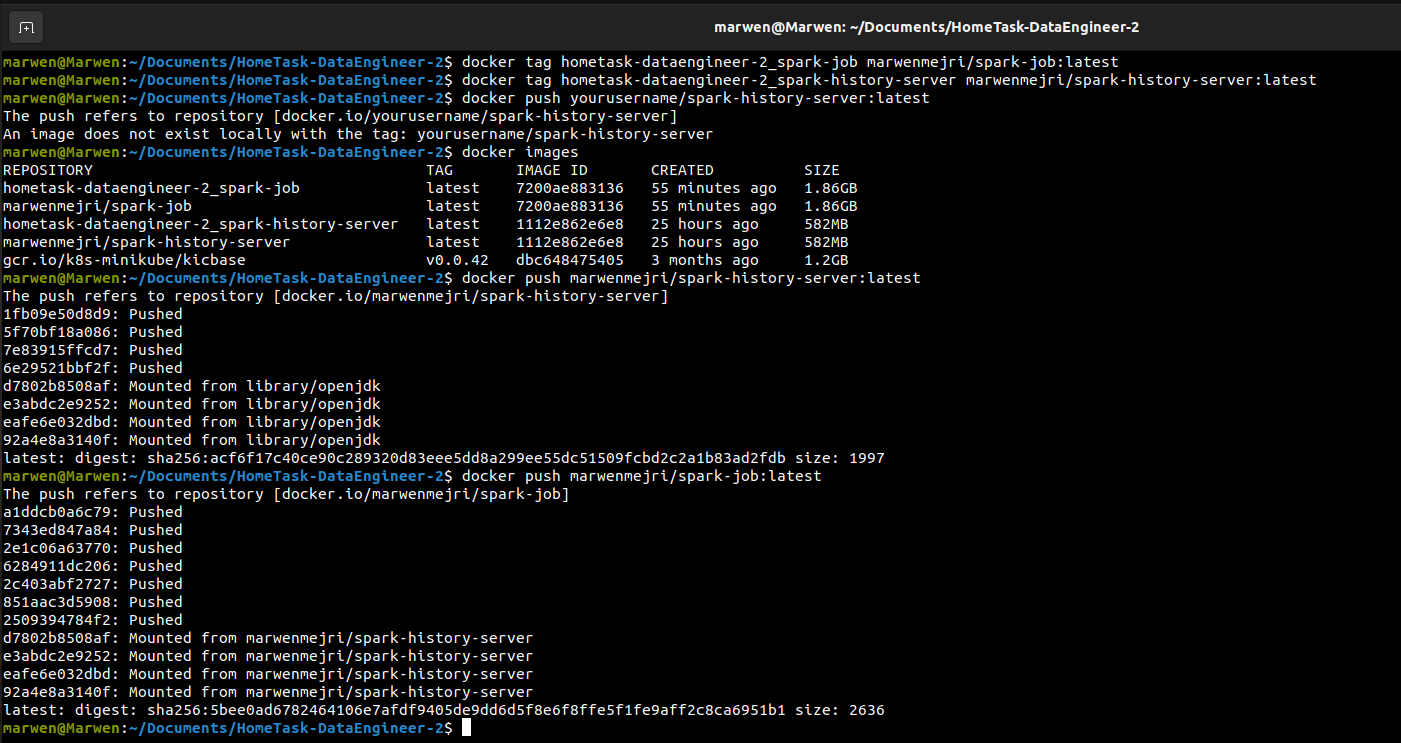 marwen@Marwen: ~/Documents/HomeTask-DataEngineer-2
marwen@Marwen:~/Documents/HomeTask-DataEngineer-2$ docker tag hometask-dataengineer-2_spark-job marwenmejri/spark-job:latest
marwen@Marwen:~/Documents/HomeTask-DataEngineer-2$ docker tag hometask-dataengineer-2_spark-history-server marwenmejri/spark-history-server:latest
marwen@Marwen:~/Documents/HomeTask-DataEngineer-2$ docker push yourusername/spark-history-server:latest
The push refers to repository [docker.io/yourusername/spark-history-server]
An image does not exist locally with the tag: yourusername/spark-history-server
marwen@Marwen:~/Documents/HomeTask-DataEngineer-2$ docker images
REPOSITORY                                     TAG       IMAGE ID       CREATED          SIZE
hometask-dataengineer-2_spark-job              latest    7200ae883136   55 minutes ago   1.86GB
marwenmejri/spark-job                          latest    7200ae883136   55 minutes ago   1.86GB
hometask-dataengineer-2_spark-history-server   latest    1112e862e6e8   25 hours ago     582MB
marwenmejri/spark-history-server               latest    1112e862e6e8   25 hours ago     582MB
gcr.io/k8s-minikube/kicbase                    v0.0.42   dbc648475405   3 months ago     1.2GB
marwen@Marwen:~/Documents/HomeTask-DataEngineer-2$ docker push marwenmejri/spark-history-server:latest
The push refers to repository [docker.io/marwenmejri/spark-history-server]
1fb09e50d8d9: Pushed
5f70bf18a086: Pushed
7e83915ffcd7: Pushed
6e29521bbf2f: Pushed
d7802b8508af: Mounted from library/openjdk
e3abdc2e9252: Mounted from library/openjdk
eafe6e032dbd: Mounted from library/openjdk
92a4e8a3140f: Mounted from library/openjdk
latest: digest: sha256:acf6f17c40ce90c289320d83eee5dd8a299ee55dc51509fcbd2c2a1b83ad2fdb size: 1997
marwen@Marwen:~/Documents/HomeTask-DataEngineer-2$ docker push marwenmejri/spark-job:latest
The push refers to repository [docker.io/marwenmejri/spark-job]
a1ddcb0a6c79: Pushed
7343ed847a84: Pushed
2e1c06a63770: Pushed
6284911dc206: Pushed
2c403abf2727: Pushed
851aac3d5908: Pushed
2509394784f2: Pushed
d7802b8508af: Mounted from marwenmejri/spark-history-server
e3abdc2e9252: Mounted from marwenmejri/spark-history-server
eafe6e032dbd: Mounted from marwenmejri/spark-history-server
92a4e8a3140f: Mounted from marwenmejri/spark-history-server
latest: digest: sha256:5bee0ad6782464106e7afdf9405de9dd6d5f8e6f8ffe5f1fe9aff2c8ca6951b1 size: 2636
marwen@Marwen:~/Documents/HomeTask-DataEngineer-2$